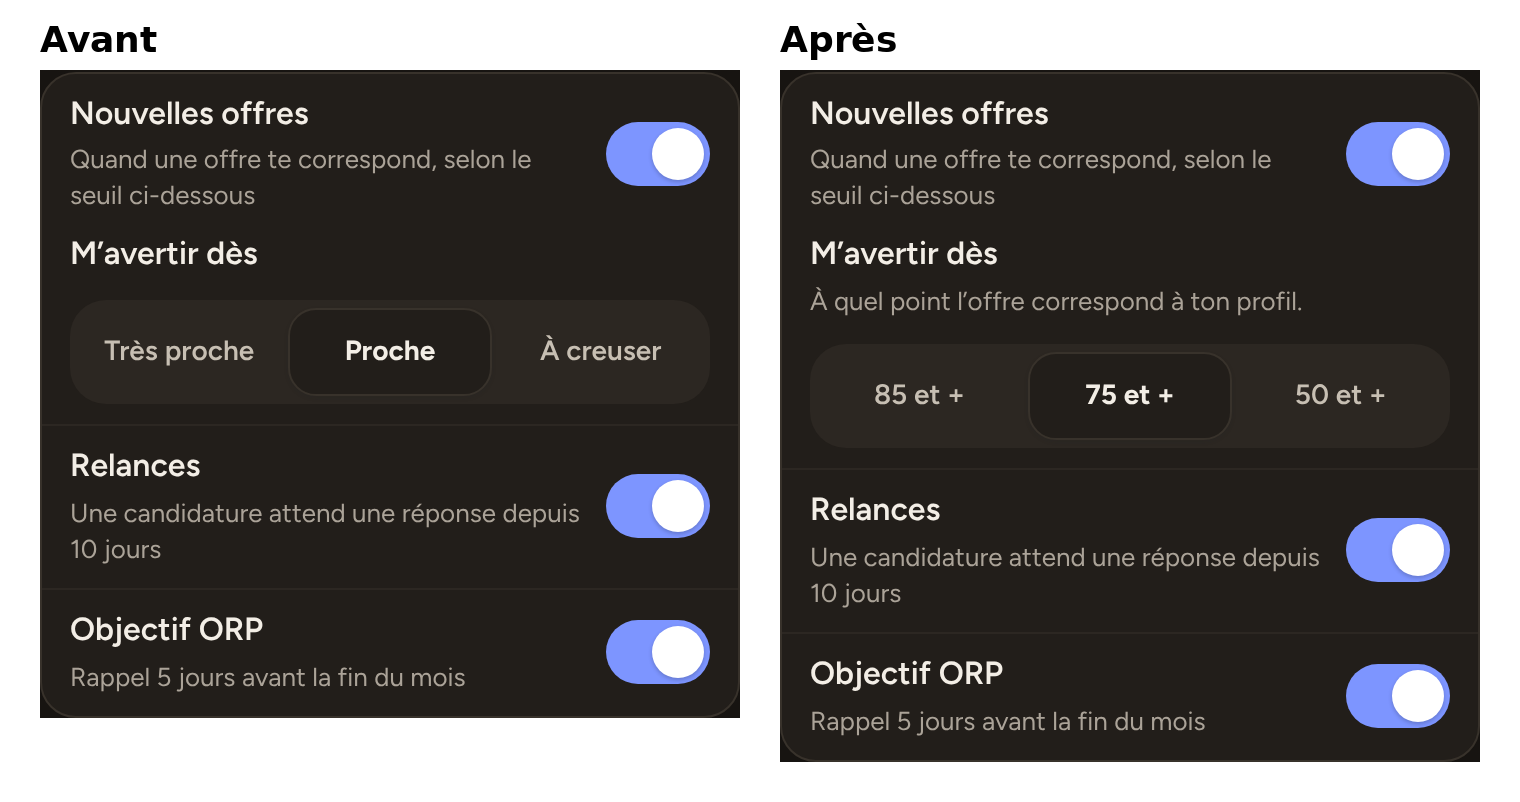 Avant
Nouvelles offres
Quand une offre te correspond, selon le
seuil ci-dessous
M’avertir dès
Très proche
Proche
À creuser
Relances
Une candidature attend une réponse depuis
10 jours
Objectif ORP
Rappel 5 jours avant la fin du mois
Après
Nouvelles offres
Quand une offre te correspond, selon le
seuil ci-dessous
M’avertir dès
À quel point l’offre correspond à ton profil.
85 et +
75 et +
50 et +
Relances
Une candidature attend une réponse depuis
10 jours
Objectif ORP
Rappel 5 jours avant la fin du mois